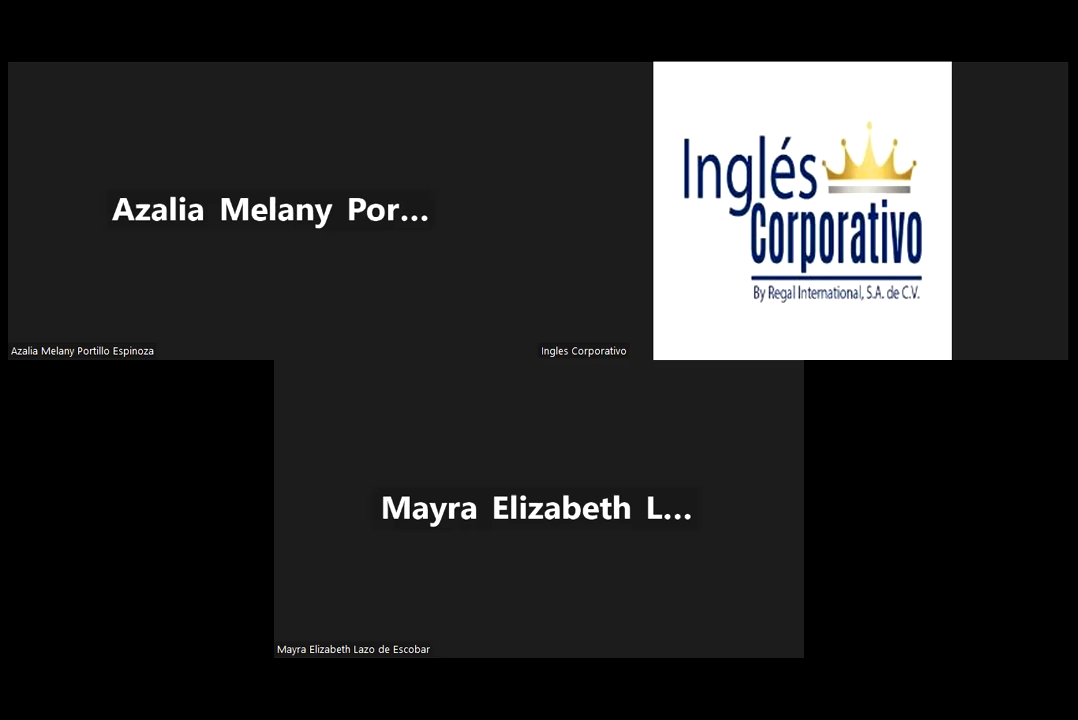 Azalia Melany Por...
Inglés
Corporativo
By Regal International, S.A. de C.V.
Azalia Melany Portillo Espinoza
Ingles Corporativo
Mayra Elizabeth L...
Mayra Elizabeth Lazo de Escobar